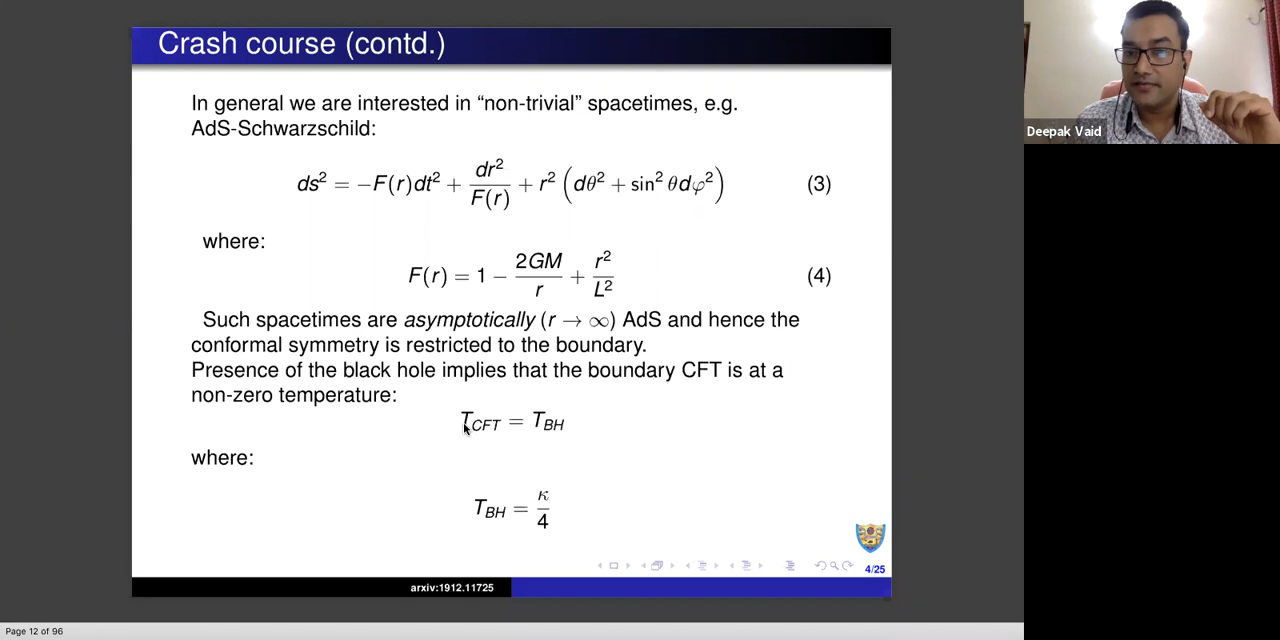 Crash course (contd.)
In general we are interested in “non-trivial” spacetimes, e.g.
AdS-Schwarzschild:
ds² = −F(r)dt² + dr²/F(r) + r² (dθ² + sin² θdφ²) (3)
where:
F(r) = 1 − 2GM/r + r²/L² (4)
Such spacetimes are asymptotically (r → ∞) AdS and hence the
conformal symmetry is restricted to the boundary.
Presence of the black hole implies that the boundary CFT is at a
non-zero temperature:
T_CFT = T_BH
where:
T_BH = κ/4
4/25
arxiv:1912.11725
Page 12 of 96
Deepak Vaid